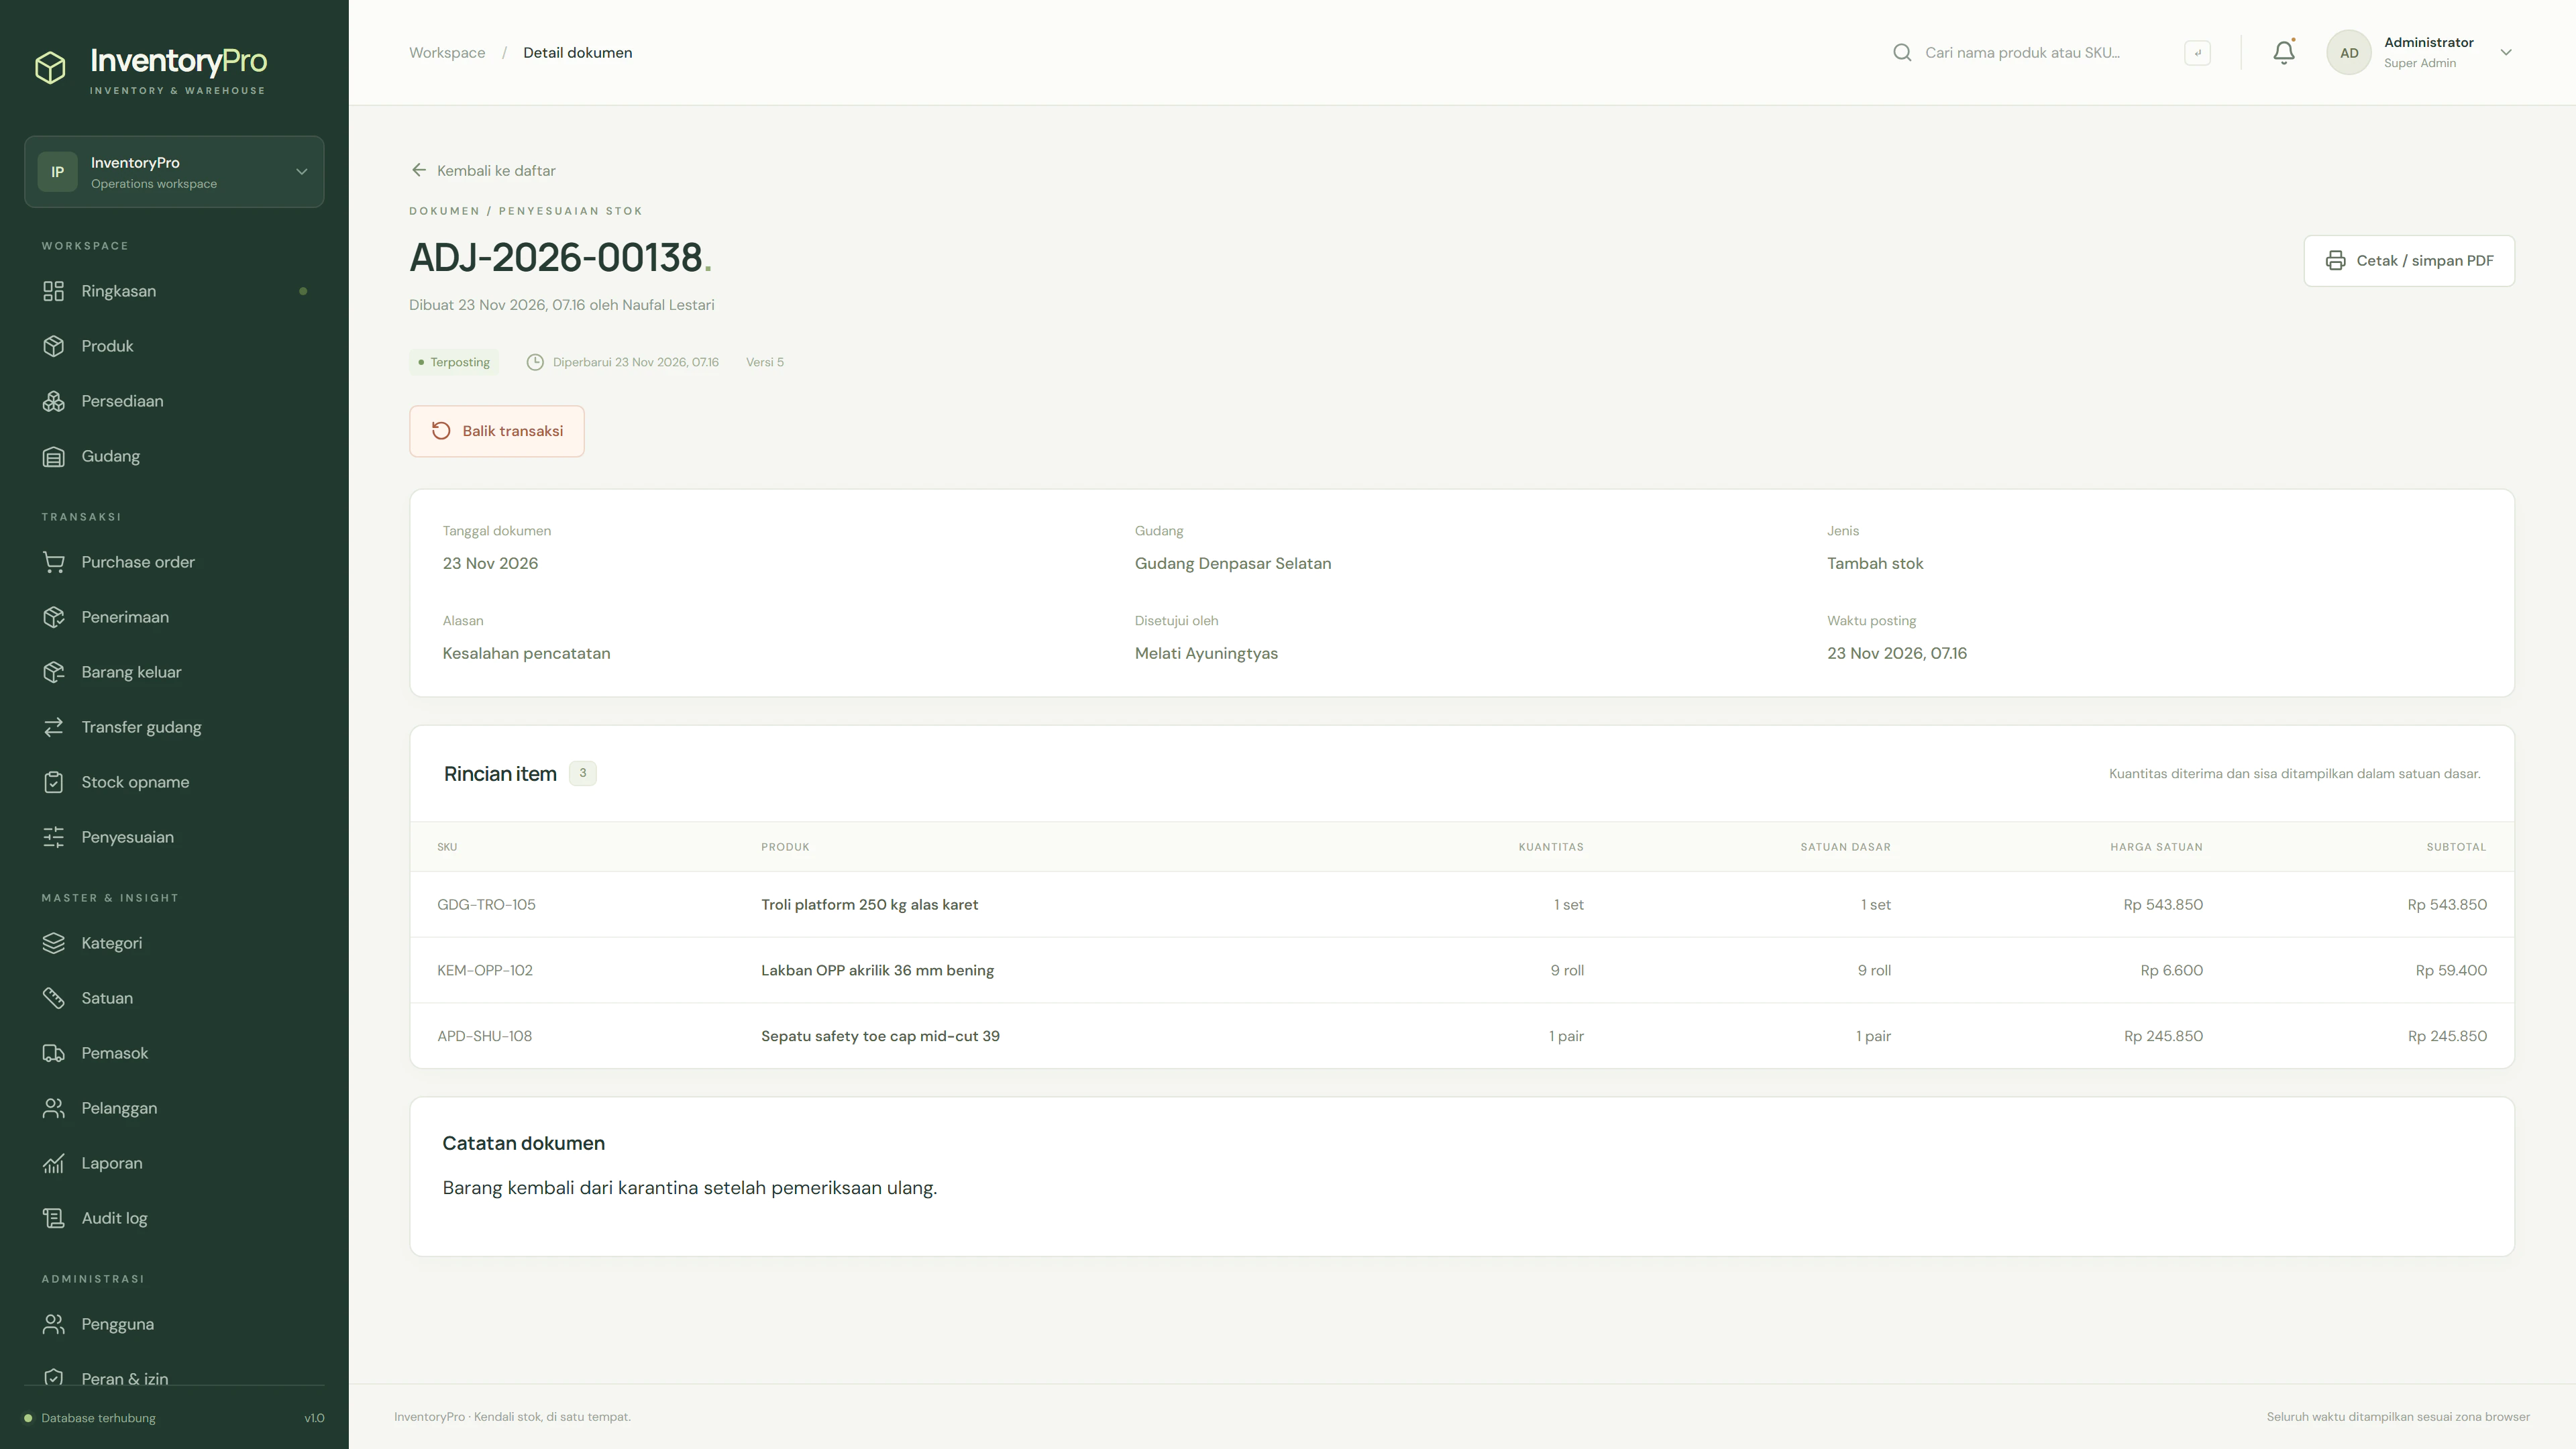 InventoryPro
INVENTORY & WAREHOUSE
IP
InventoryPro
Operations workspace
WORKSPACE
Ringkasan
Produk
Persediaan
Gudang
TRANSAKSI
Purchase order
Penerimaan
Barang keluar
Transfer gudang
Stock opname
Penyesuaian
MASTER & INSIGHT
Kategori
Satuan
Pemasok
Pelanggan
Laporan
Audit log
ADMINISTRASI
Pengguna
Peran & izin
Database terhubung v1.0
Workspace / Detail dokumen
Cari nama produk atau SKU...
AD
Administrator
Super Admin
Kembali ke daftar
DOKUMEN / PENYESUAIAN STOK
ADJ-2026-00138.
Dibuat 23 Nov 2026, 07.16 oleh Naufal Lestari
Cetak / simpan PDF
Terposting Diperbarui 23 Nov 2026, 07.16 Versi 5
Balik transaksi
Tanggal dokumen Gudang Jenis
23 Nov 2026 Gudang Denpasar Selatan Tambah stok
Alasan Disetujui oleh Waktu posting
Kesalahan pencatatan Melati Ayuningtyas 23 Nov 2026, 07.16
Rincian item 3 Kuantitas diterima dan sisa ditampilkan dalam satuan dasar.
SKU PRODUK KUANTITAS SATUAN DASAR HARGA SATUAN SUBTOTAL
GDG-TRO-105 Troli platform 250 kg alas karet 1 set 1 set Rp 543.850 Rp 543.850
KEM-OPP-102 Lakban OPP akrilik 36 mm bening 9 roll 9 roll Rp 6.600 Rp 59.400
APD-SHU-108 Sepatu safety toe cap mid-cut 39 1 pair 1 pair Rp 245.850 Rp 245.850
Catatan dokumen
Barang kembali dari karantina setelah pemeriksaan ulang.
InventoryPro · Kendali stok, di satu tempat. Seluruh waktu ditampilkan sesuai zona browser